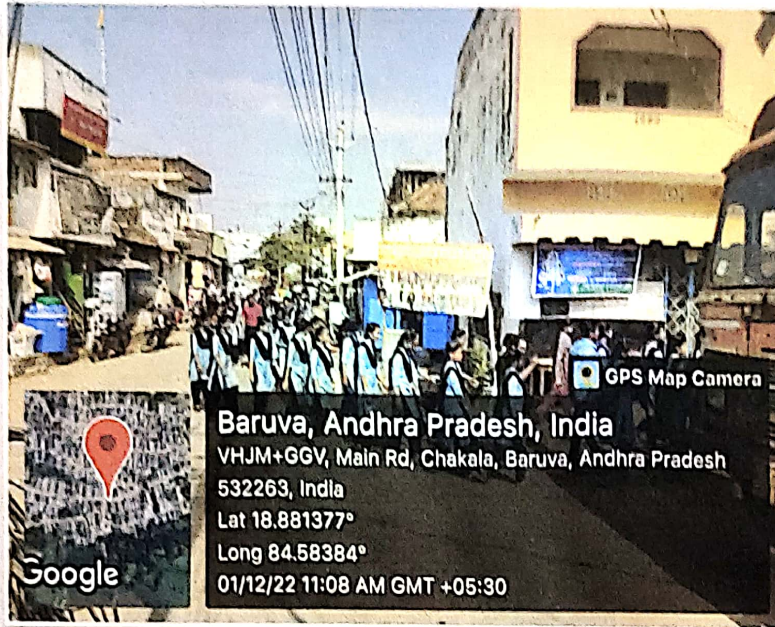 GPS Map Camera
Baruva, Andhra Pradesh, India
VHJM+GGV, Main Rd, Chakala, Baruva, Andhra Pradesh
532263, India
Lat 18.881377°
Long 84.58384°
01/12/22 11:08 AM GMT +05:30
Google